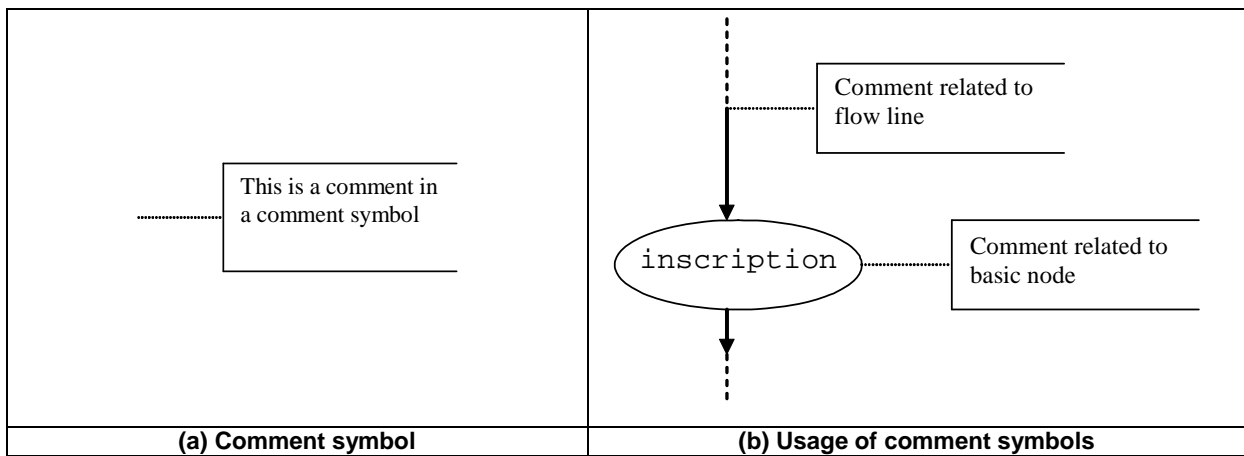 This is a comment in
a comment symbol
Comment related to
flow line
inscription
Comment related to
basic node
(a) Comment symbol
(b) Usage of comment symbols